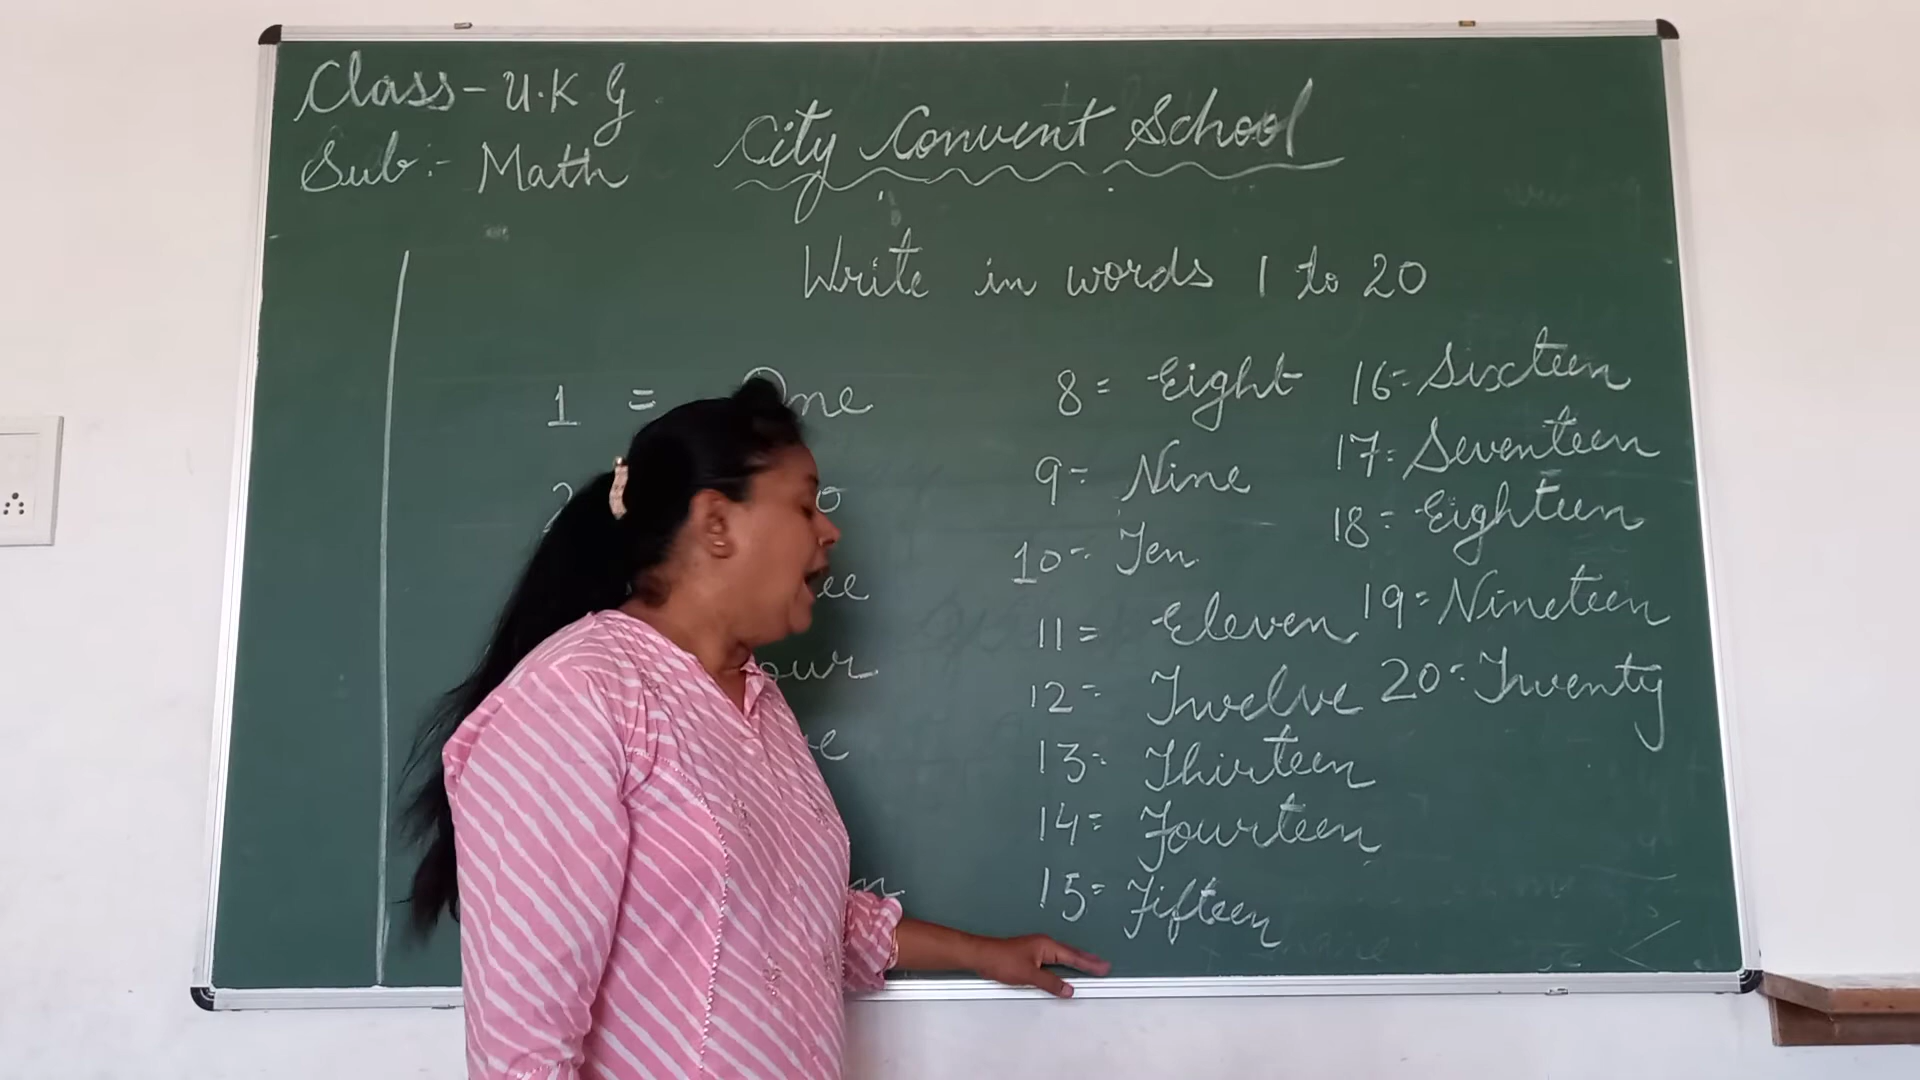 Class - U.K G
Sub:- Math
City Convent School
Write in words 1 to 20
1 =
2
8 = Eight
9 = Nine
10 = Ten
11 = Eleven
12 = Twelve
13 = Thirteen
14 = Fourteen
15 = Fifteen
16 = Sixteen
17 = Seventeen
18 = Eighteen
19 = Nineteen
20 = Twenty